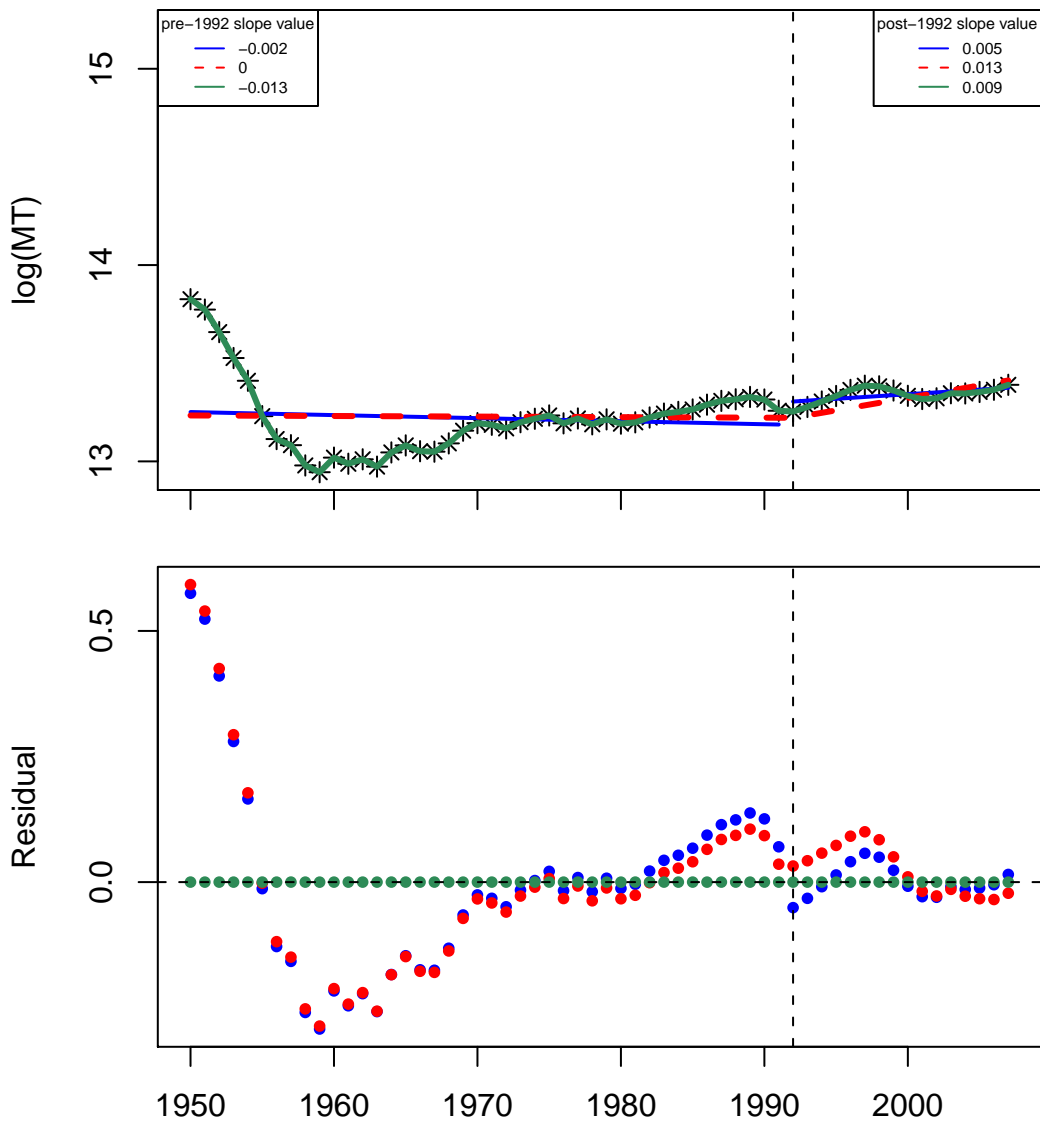 pre−1992 slope value
−0.002
0
−0.013
post−1992 slope value
0.005
0.013
0.009
log(MT)
15
14
13
Residual
0.5
0.0
1950 1960 1970 1980 1990 2000